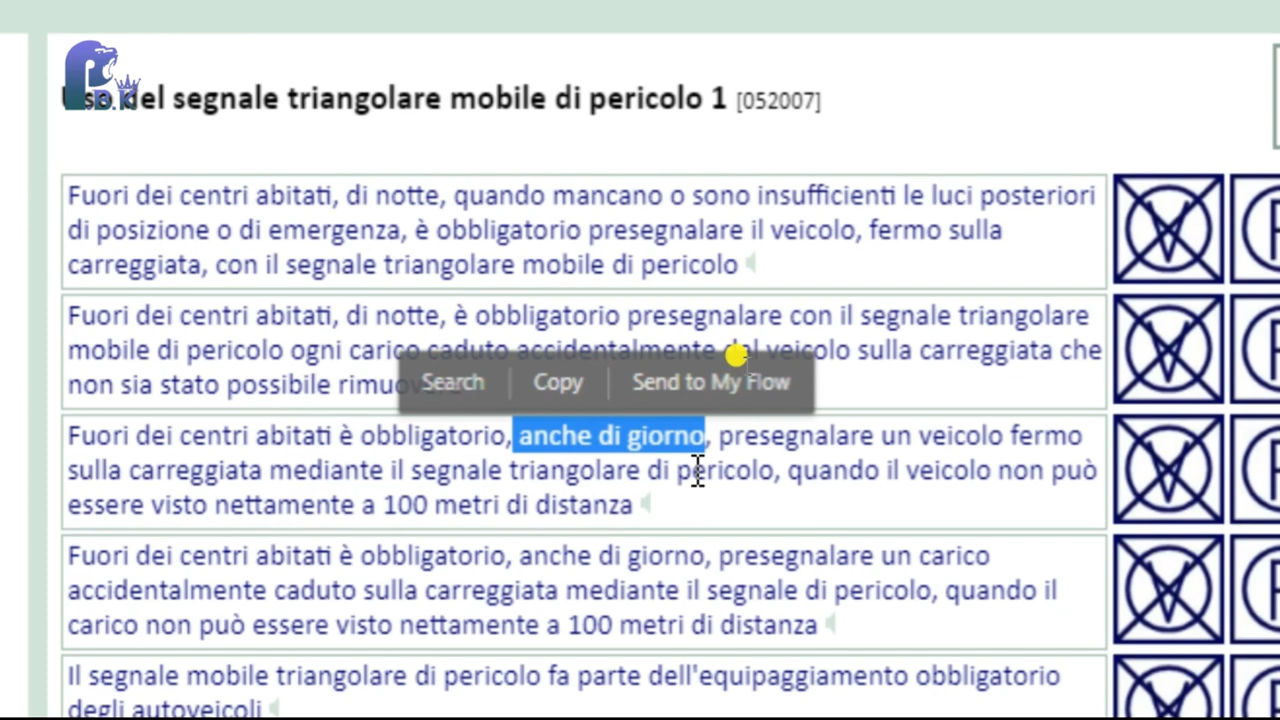 D.K
Uso del segnale triangolare mobile di pericolo 1 [052007]
Fuori dei centri abitati, di notte, quando mancano o sono insufficienti le luci posteriori
di posizione o di emergenza, è obbligatorio presegnalare il veicolo, fermo sulla
carreggiata, con il segnale triangolare mobile di pericolo
V
Fuori dei centri abitati, di notte, è obbligatorio presegnalare con il segnale triangolare
mobile di pericolo ogni carico caduto accidentalmente dal veicolo sulla carreggiata che
non sia stato possibile
V
Search Copy Send to My Flow
Fuori dei centri abitati è obbligatorio, anche di giorno, presegnalare un veicolo fermo
sulla carreggiata mediante il segnale triangolare di pericolo, quando il veicolo non può
essere visto nettamente a 100 metri di distanza
V
Fuori dei centri abitati è obbligatorio, anche di giorno, presegnalare un carico
accidentalmente caduto sulla carreggiata mediante il segnale di pericolo, quando il
carico non può essere visto nettamente a 100 metri di distanza
V
Il segnale mobile triangolare di pericolo fa parte dell'equipaggiamento obbligatorio
degli autoveicoli
V